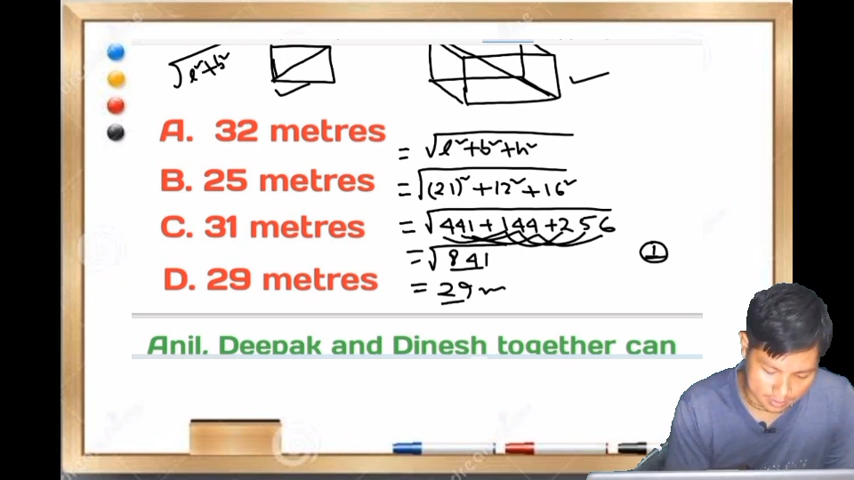 √l²+b²
A. 32 metres
= √l²+b²+h²
B. 25 metres
= √(21)²+12²+16²
C. 31 metres
= √441+144+256
= √841
D. 29 metres
= 29m
①
Anil, Deepak and Dinesh together can